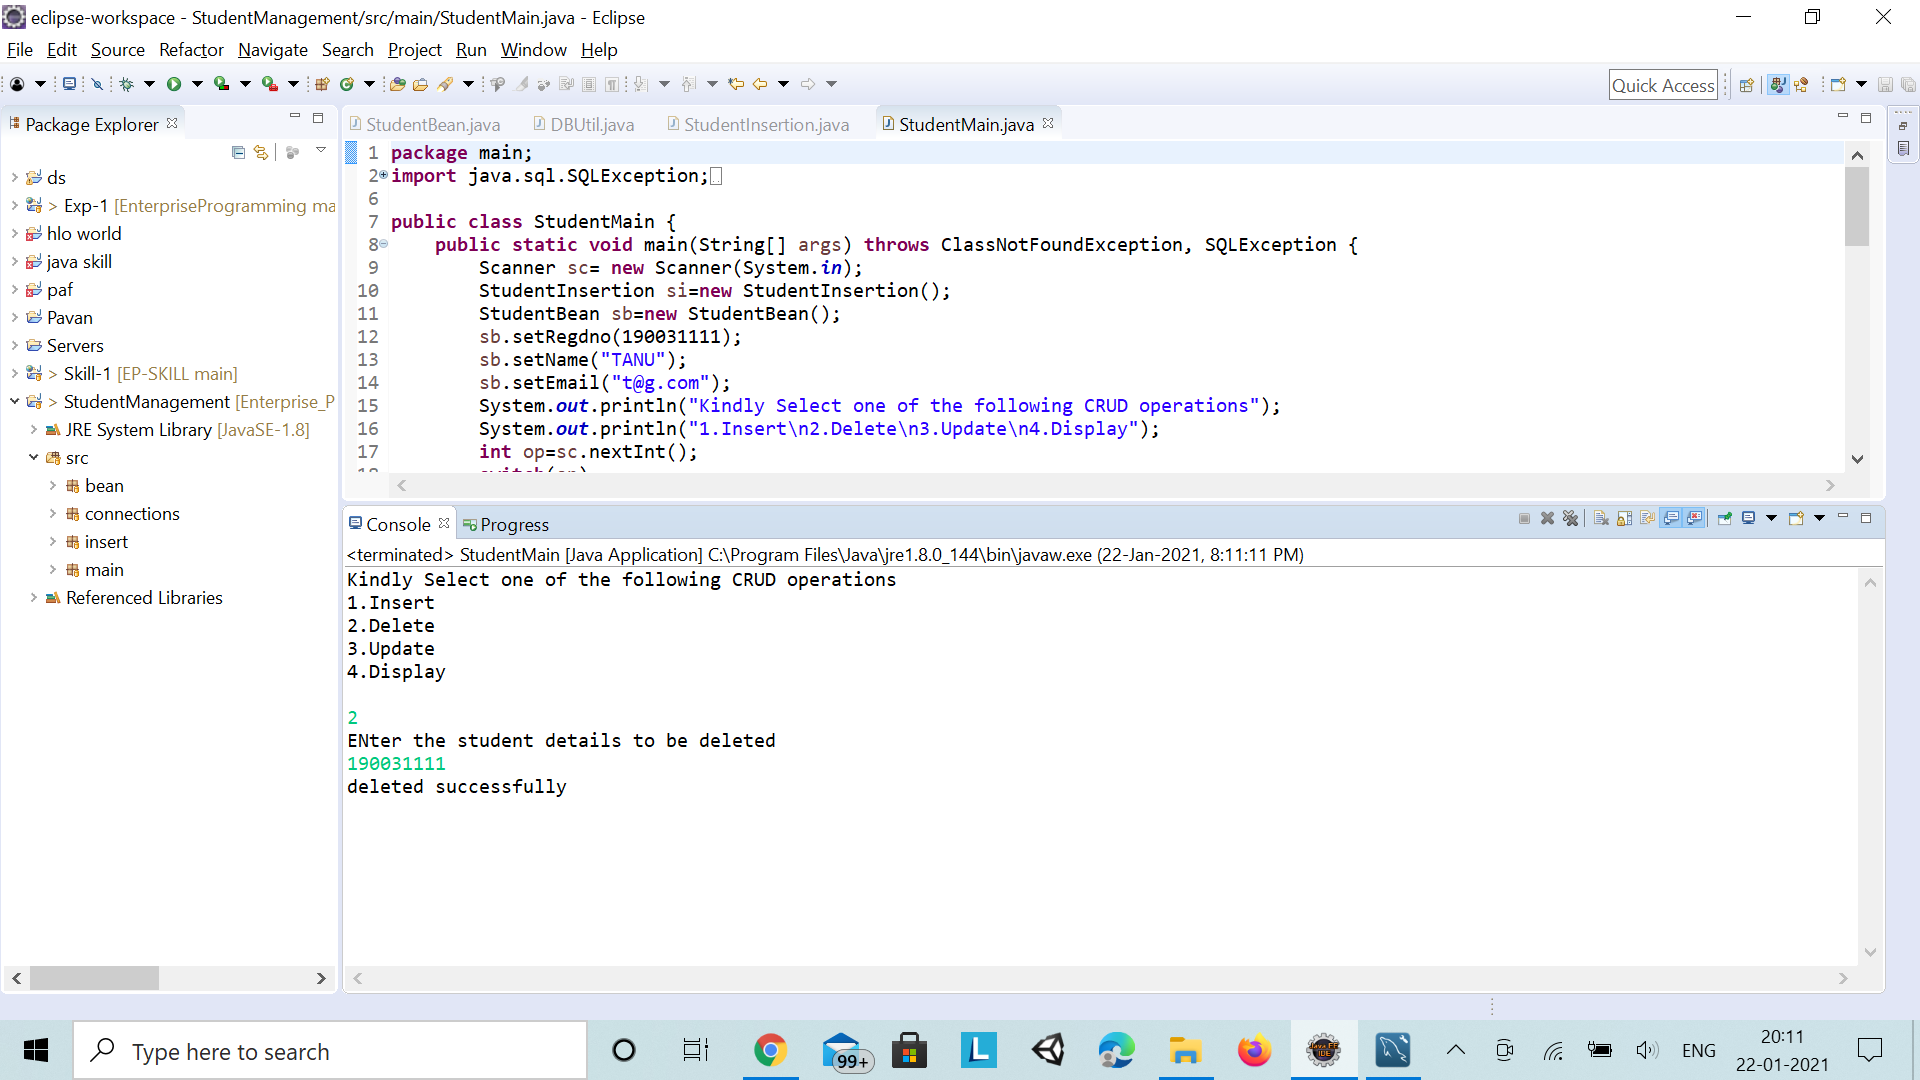 eclipse-workspace - StudentManagement/src/main/StudentMain.java - Eclipse
File Edit Source Refactor Navigate Search Project Run Window Help
Quick Access
Package Explorer
ds
> Exp-1 [EnterpriseProgramming ma
hlo world
java skill
paf
Pavan
Servers
> Skill-1 [EP-SKILL main]
> StudentManagement [Enterprise_P
JRE System Library [JavaSE-1.8]
src
bean
connections
insert
main
Referenced Libraries
StudentBean.java DBUtil.java StudentInsertion.java StudentMain.java
1 package main;
2 import java.sql.SQLException;
6
7 public class StudentMain {
8 public static void main(String[] args) throws ClassNotFoundException, SQLException {
9 Scanner sc= new Scanner(System.in);
10 StudentInsertion si=new StudentInsertion();
11 StudentBean sb=new StudentBean();
12 sb.setRegdno(190031111);
13 sb.setName("TANU");
14 sb.setEmail("t@g.com");
15 System.out.println("Kindly Select one of the following CRUD operations");
16 System.out.println("1.Insert\n2.Delete\n3.Update\n4.Display");
17 int op=sc.nextInt();
Console Progress
<terminated> StudentMain [Java Application] C:\Program Files\Java\jre1.8.0_144\bin\javaw.exe (22-Jan-2021, 8:11:11 PM)
Kindly Select one of the following CRUD operations
1.Insert
2.Delete
3.Update
4.Display
2
ENter the student details to be deleted
190031111
deleted successfully
Type here to search
99+
L
ENG
20:11
22-01-2021